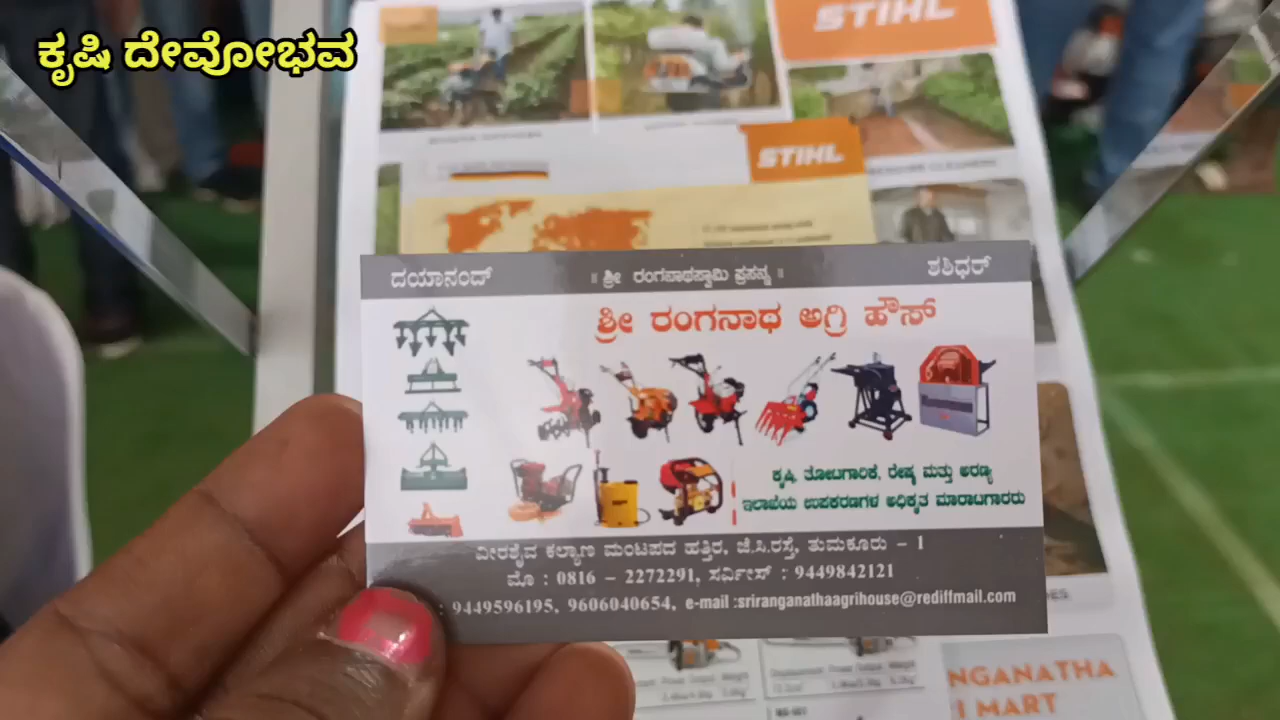 ಕೃಷಿ ದೇವೋಭವ
STIHL
STIHL
ದಯಾನಂದ್ ॥ ಶ್ರೀ ರಂಗನಾಥಸ್ವಾಮಿ ಪ್ರಸನ್ನ ॥ ಶಶಿಧರ್
ಶ್ರೀ ರಂಗನಾಥ ಅಗ್ರಿ ಹೌಸ್
ಕೃಷಿ, ತೋಟಗಾರಿಕೆ, ರೇಷ್ಮೆ ಮತ್ತು ಅರಣ್ಯ
ಇಲಾಖೆಯ ಉಪಕರಣಗಳ ಅಧಿಕೃತ ಮಾರಾಟಗಾರರು
ವೀರಶೈವ ಕಲ್ಯಾಣ ಮಂಟಪದ ಹತ್ತಿರ, ಜೆ.ಸಿ.ರಸ್ತೆ, ತುಮಕೂರು - 1
ಮೊ : 0816 - 2272291, ಸರ್ವೀಸ್ : 9449842121
: 9449596195, 9606040654, e-mail :sriranganathaagrihouse@rediffmail.com
NGANATHA
I MART